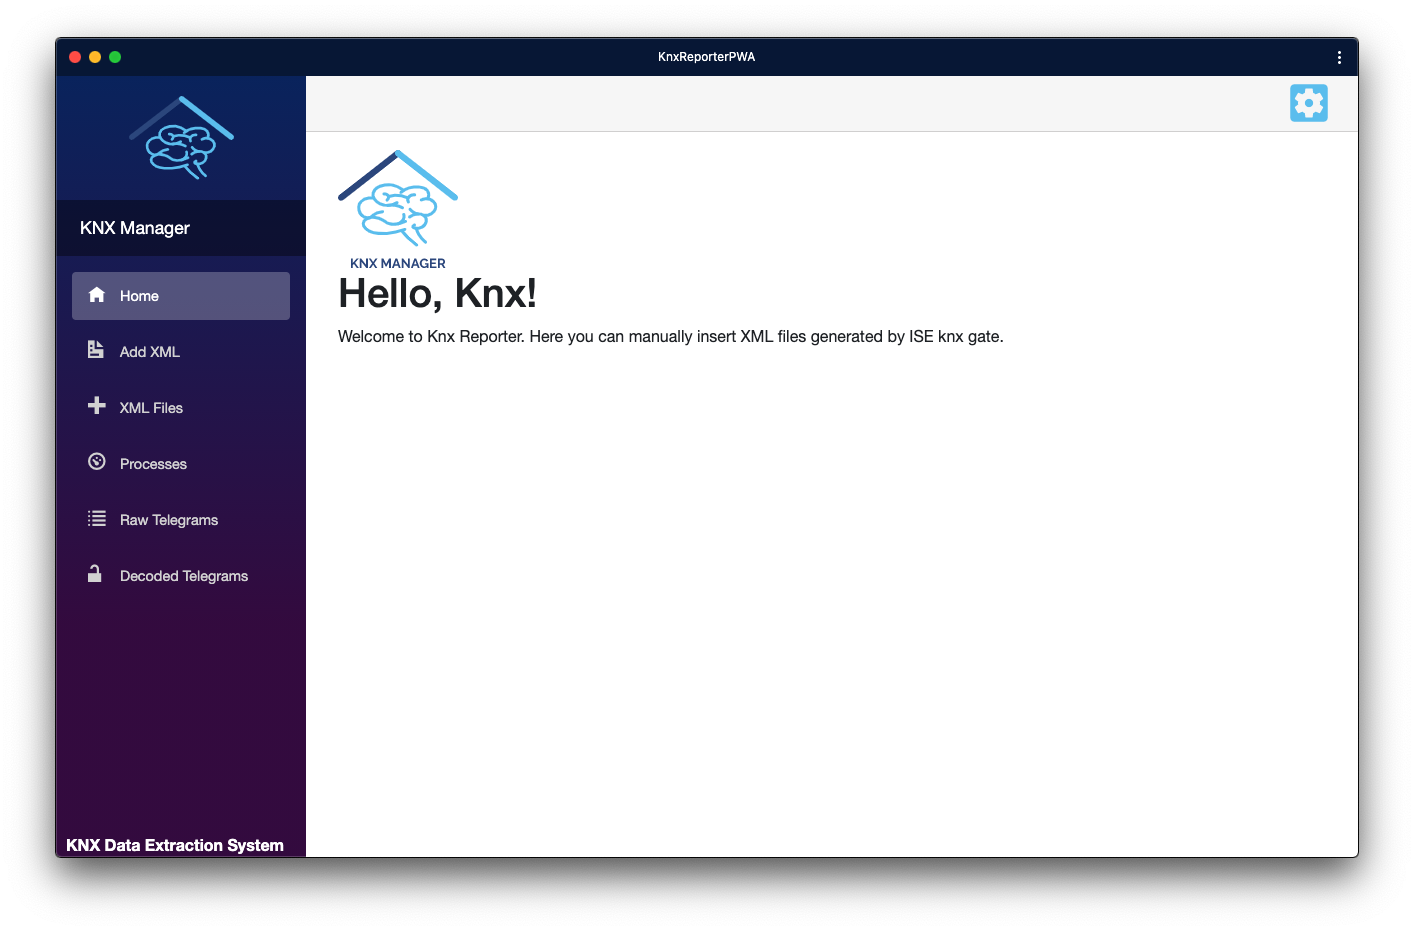 KnxReporterPWA
KNX Manager
Home
Add XML
XML Files
Processes
Raw Telegrams
Decoded Telegrams
KNX Data Extraction System
KNX MANAGER
Hello, Knx!
Welcome to Knx Reporter. Here you can manually insert XML files generated by ISE knx gate.